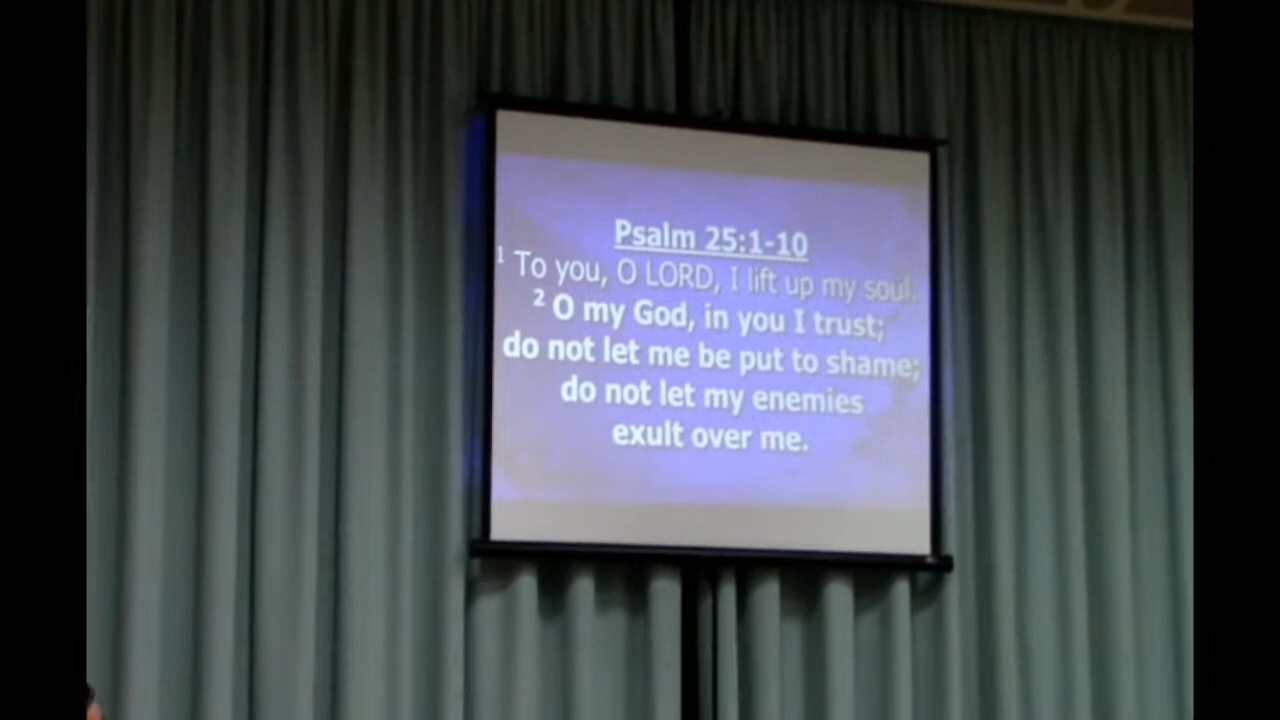 Psalm 25:1-10
¹ To you, O LORD, I lift up my soul.
² O my God, in you I trust;
do not let me be put to shame;
do not let my enemies
exult over me.